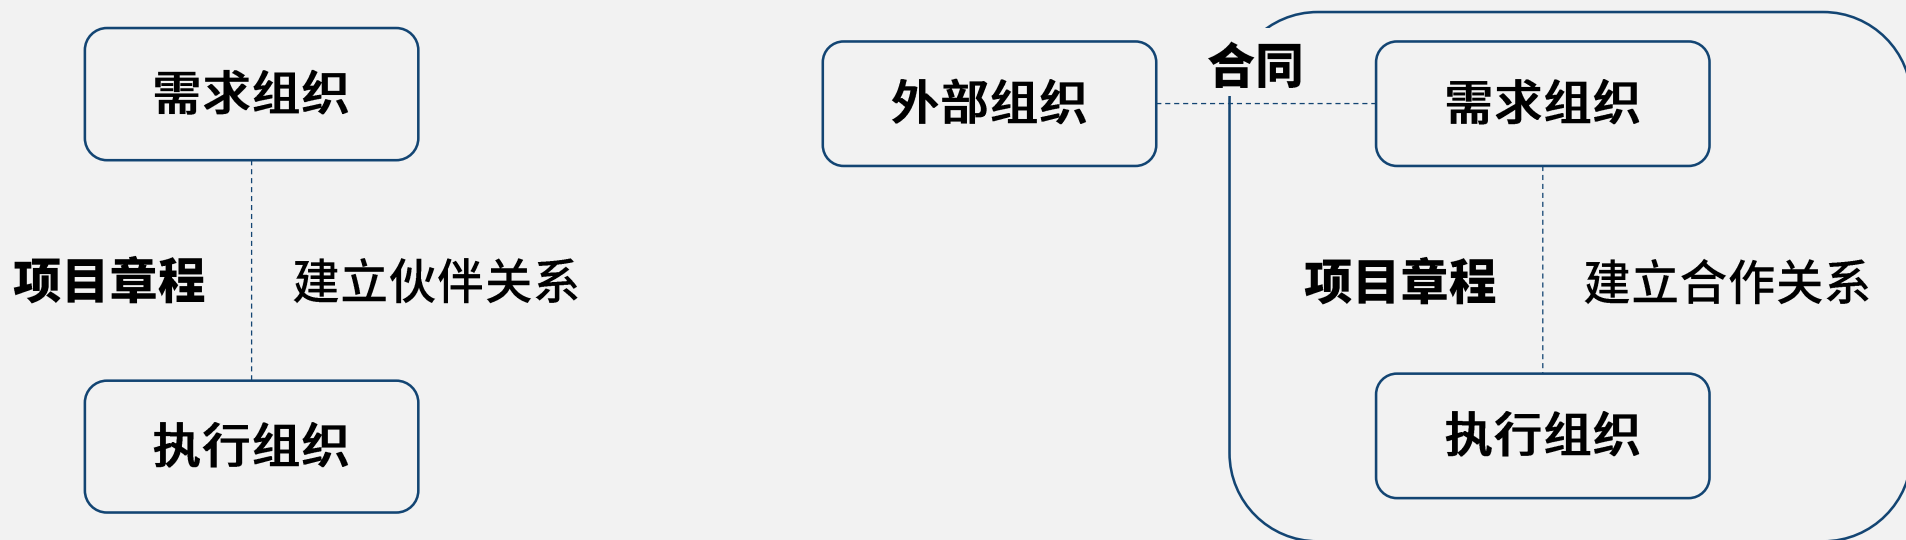 需求组织
项目章程
建立伙伴关系
执行组织
外部组织
合同
需求组织
项目章程
建立合作关系
执行组织